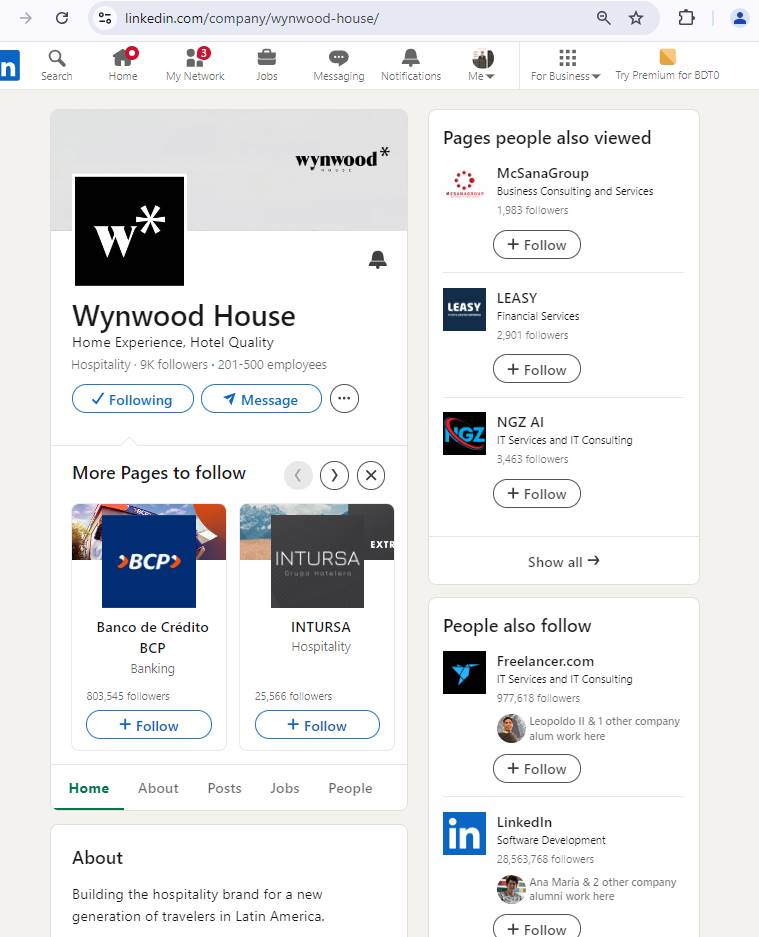 linkedin.com/company/wynwood-house/
n
Search
Home
3
My Network
Jobs
Messaging
Notifications
Me
For Business
Try Premium for BDT0
wynwood*
HOUSE
w*
Wynwood House
Home Experience, Hotel Quality
Hospitality · 9K followers • 201-500 employees
Following
Message
More Pages to follow
BCP
Banco de Crédito
BCP
Banking
803,545 followers
+ Follow
EXTR
INTURSA
Grupo Hotelero
INTURSA
Hospitality
25,566 followers
+ Follow
Home
About
Posts
Jobs
People
About
Building the hospitality brand for a new
generation of travelers in Latin America.
Pages people also viewed
MCSANAGROUP
McSanaGroup
Business Consulting and Services
1,983 followers
+ Follow
LEASY
LEASY
Financial Services
2,901 followers
+ Follow
NGZ
NGZ AI
IT Services and IT Consulting
3,463 followers
+ Follow
Show all →
People also follow
Freelancer.com
IT Services and IT Consulting
977,618 followers
Leopoldo II & 1 other company
alum work here
+ Follow
in
LinkedIn
Software Development
28,563,768 followers
Ana María & 2 other company
alumni work here
+ Follow